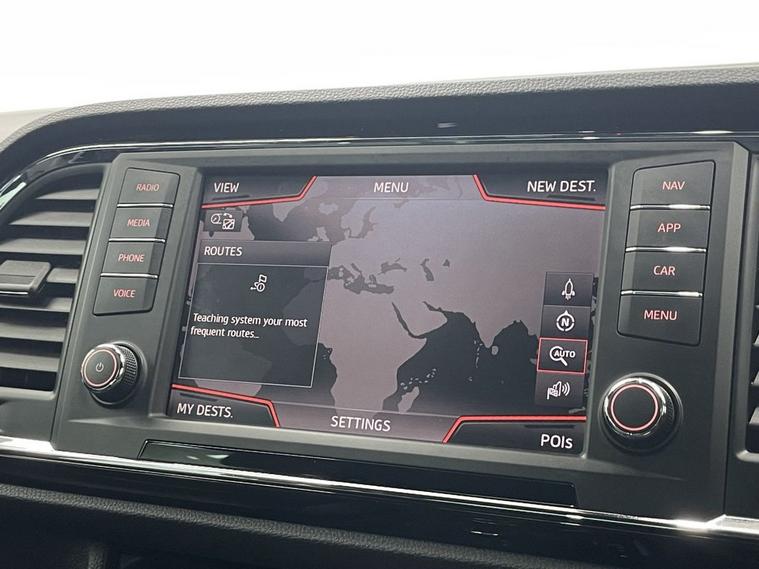 RADIO
MEDIA
PHONE
VOICE
VIEW
MENU
NEW DEST.
ROUTES
Teaching system your most
frequent routes...
N
AUTO
MY DESTS.
SETTINGS
POIs
NAV
APP
CAR
MENU